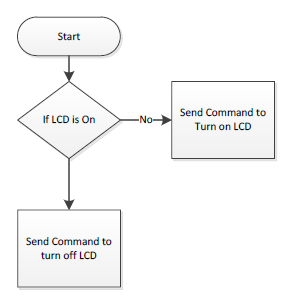 Start
If LCD is On
No
Send Command to
Turn on LCD
Send Command to
turn off LCD